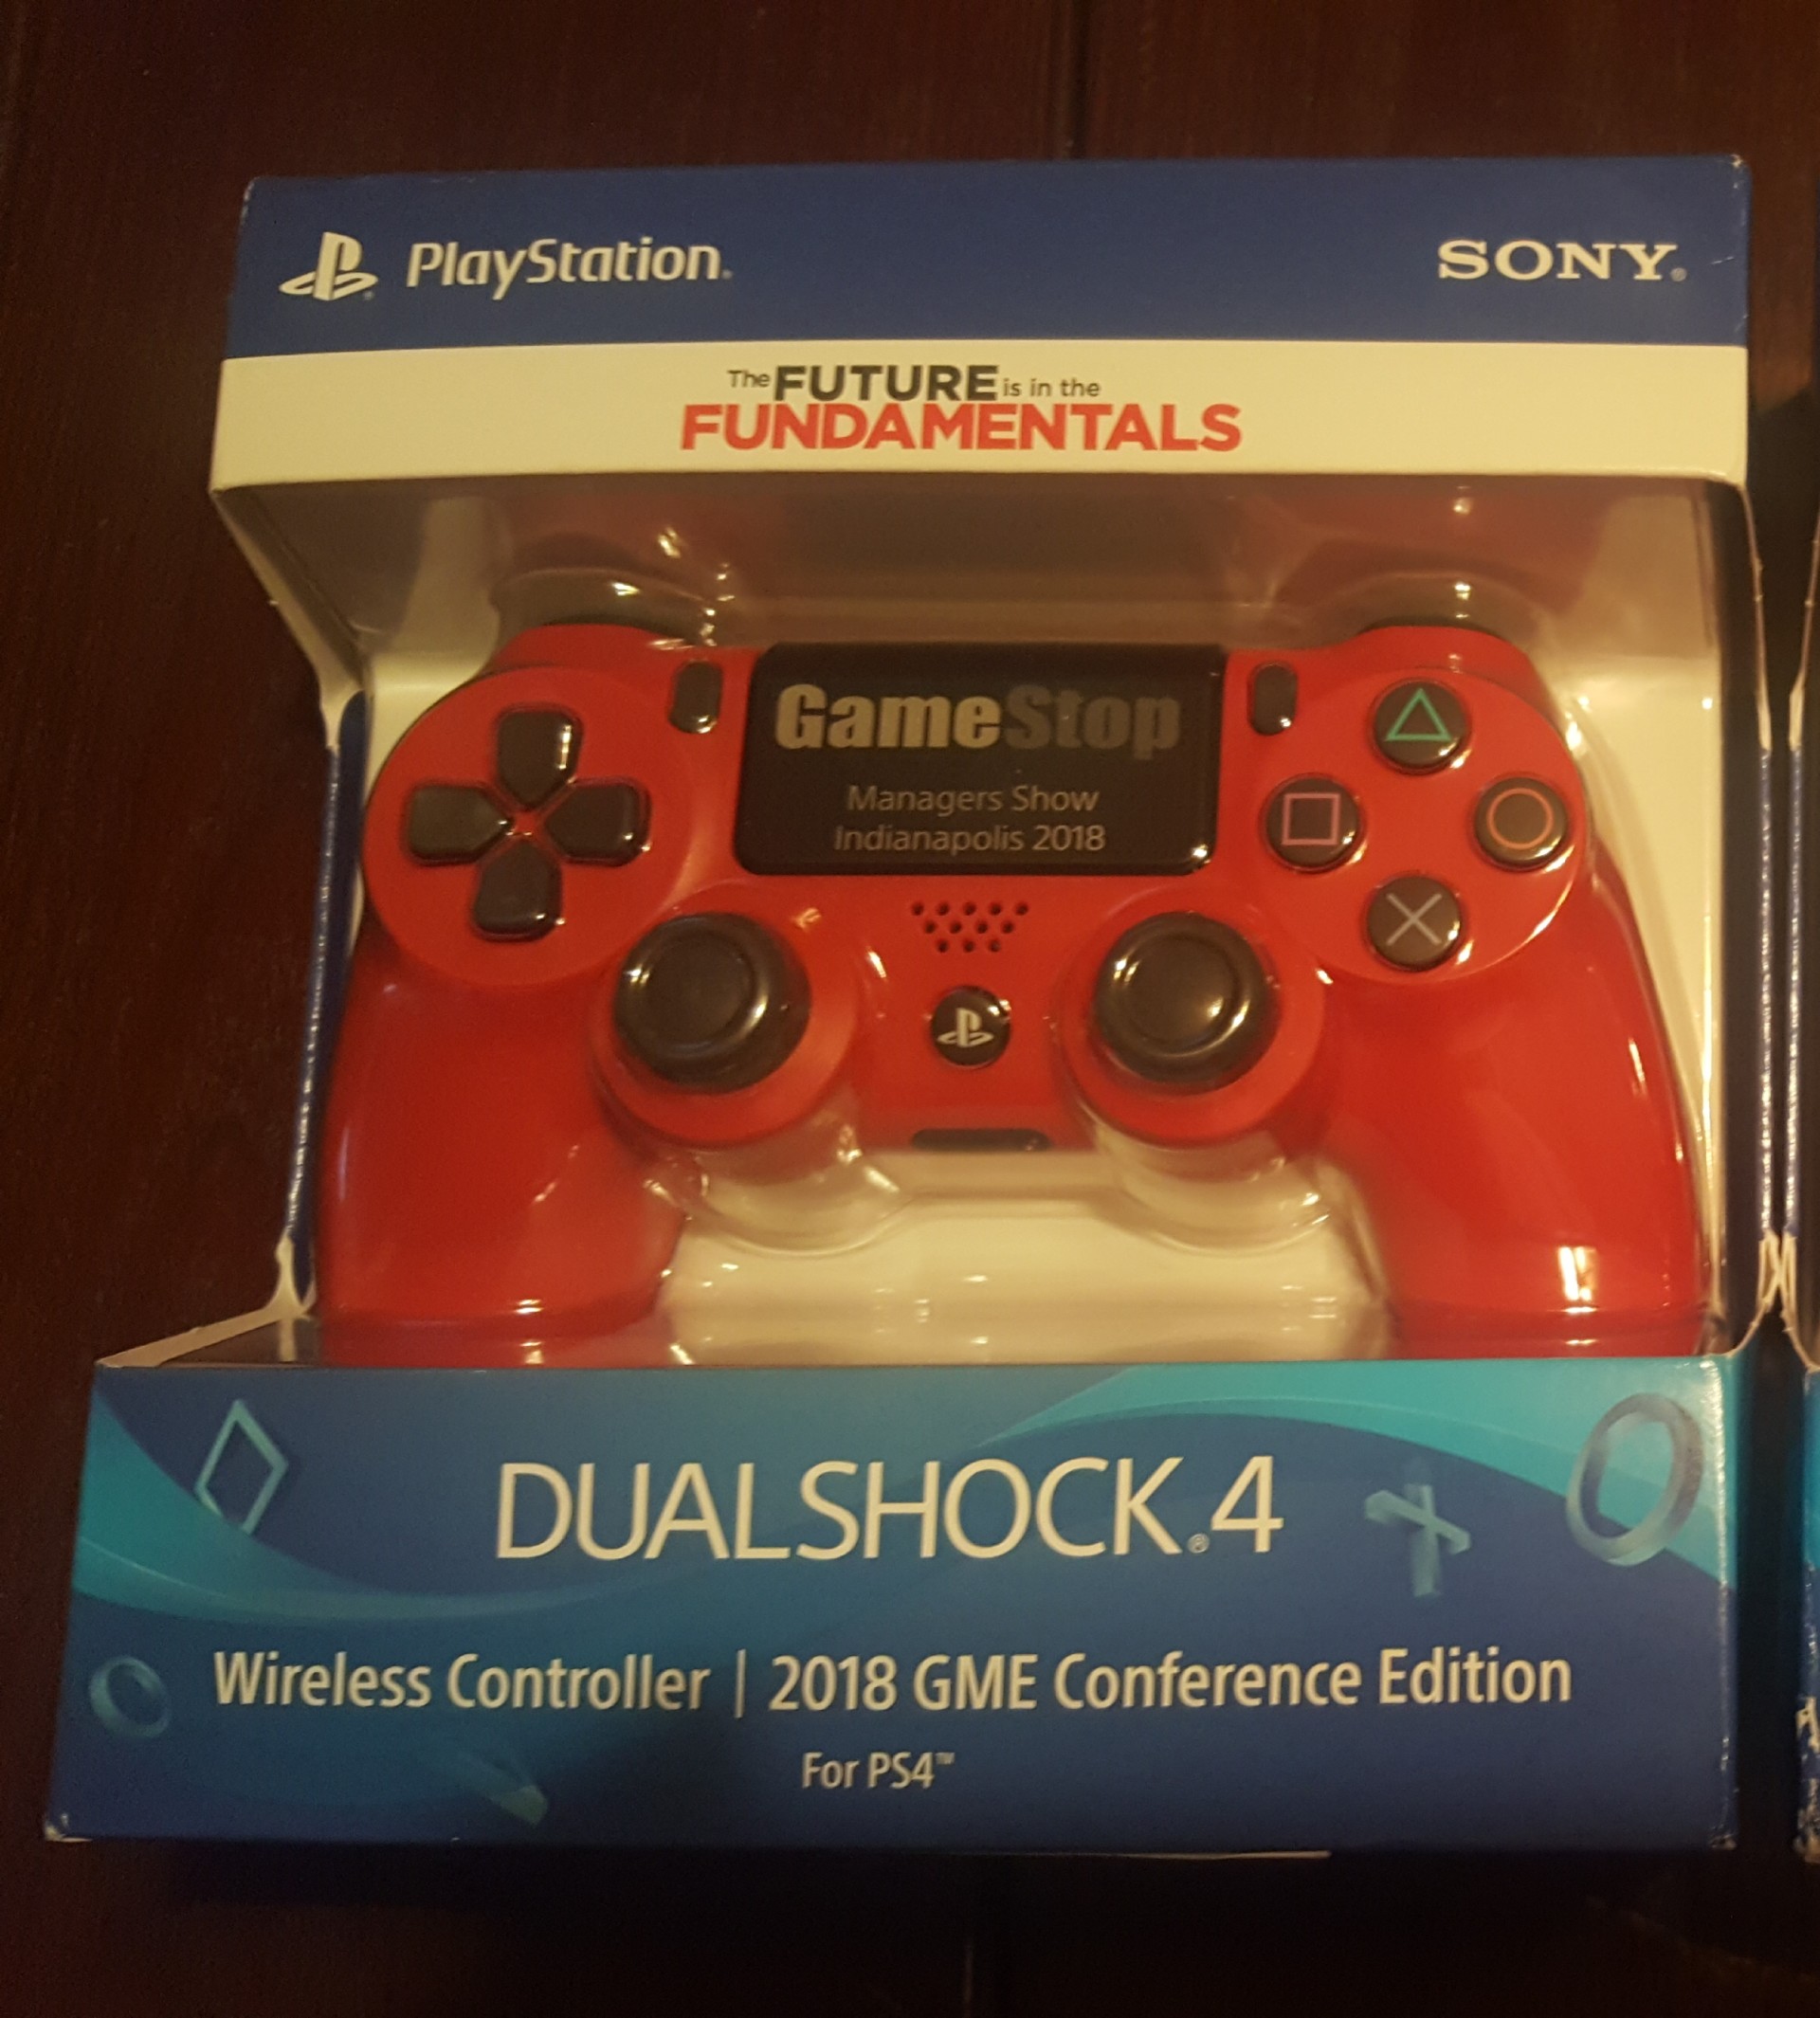 PlayStation®
SONY®
The FUTURE is in the
FUNDAMENTALS
GameStop
Managers Show
Indianapolis 2018
DUALSHOCK®4
Wireless Controller | 2018 GME Conference Edition
For PS4™